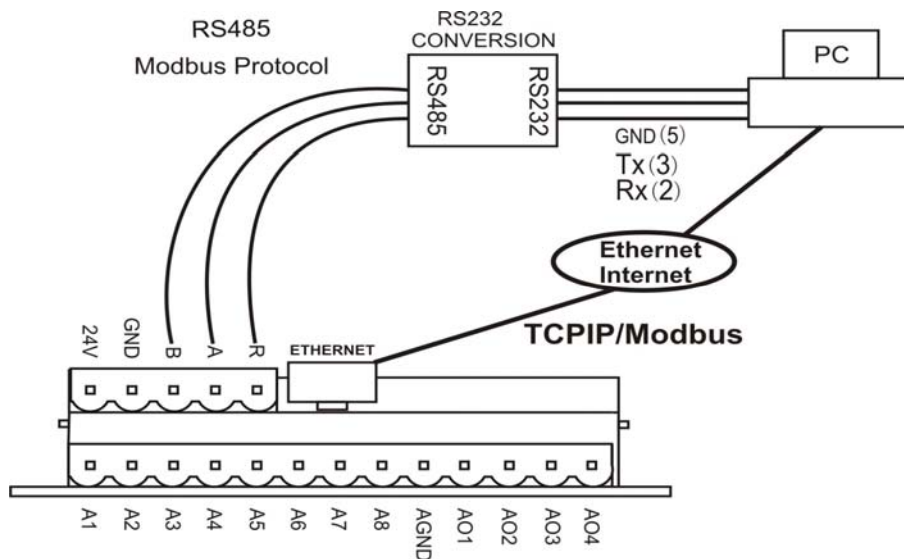 RS485
Modbus Protocol
RS232
CONVERSION
RS485
RS232
PC
GND(5)
Tx(3)
Rx(2)
Ethernet
Internet
TCPIP/Modbus
24V
GND
B
A
R
ETHERNET
A1
A2
A3
A4
A5
A6
A7
A8
AGND
AO1
AO2
AO3
AO4